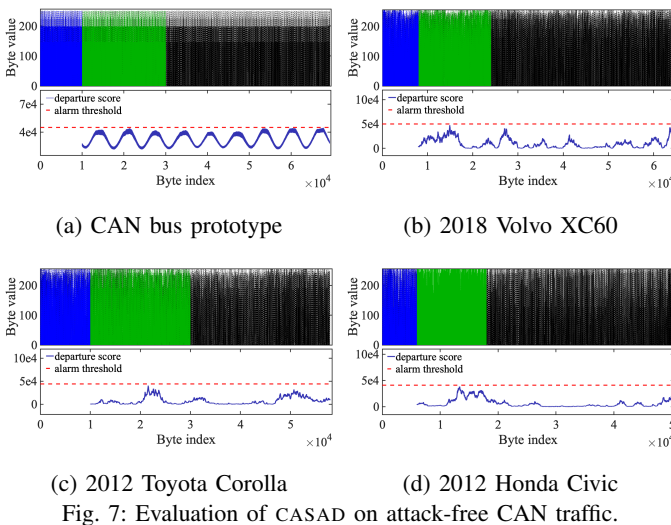 Byte value
200
100
0
departure score
alarm threshold
7e4
4e4
0 1 2 3 4 5 6
Byte index ×10⁴
(a) CAN bus prototype
Byte value
200
100
0
departure score
alarm threshold
10e4
5e4
0
0 1 2 3 4 5
Byte index ×10⁴
(b) 2018 Volvo XC60
Byte value
200
100
0
departure score
alarm threshold
10e4
5e4
0
0 1 2 3 4 5
Byte index ×10⁴
(c) 2012 Toyota Corolla
Byte value
200
100
0
departure score
alarm threshold
10e4
5e4
0
0 1 2 3 4 5
Byte index ×10⁴
(d) 2012 Honda Civic
Fig. 7: Evaluation of CASAD on attack-free CAN traffic.